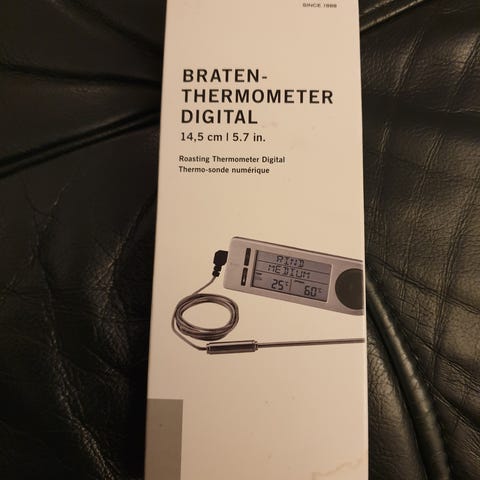 SINCE 1888
BRATEN-
THERMOMETER
DIGITAL
14,5 cm | 5.7 in.
Roasting Thermometer Digital
Thermo-sonde numérique
RIND
MEDIUM
25°C 60°C